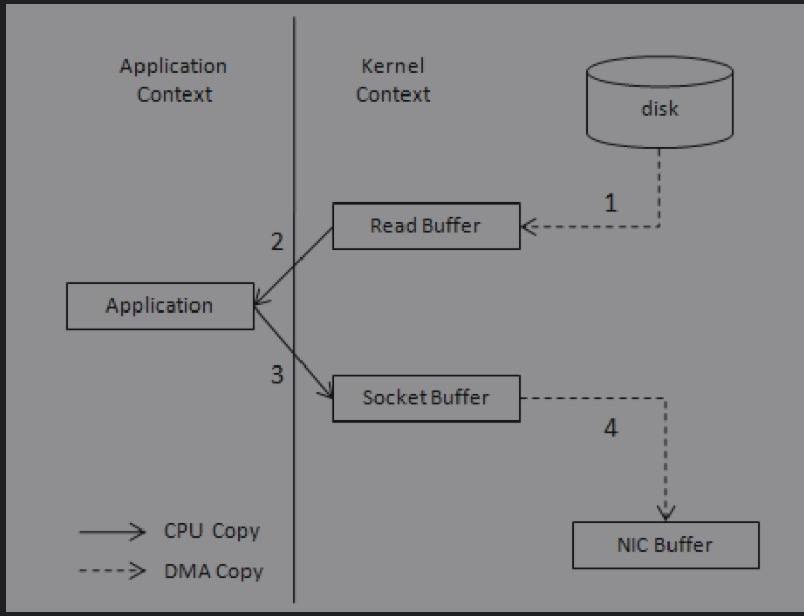 Application
Context
Kernel
Context
disk
1
Read Buffer
2
Application
3
Socket Buffer
4
CPU Copy
NIC Buffer
DMA Copy